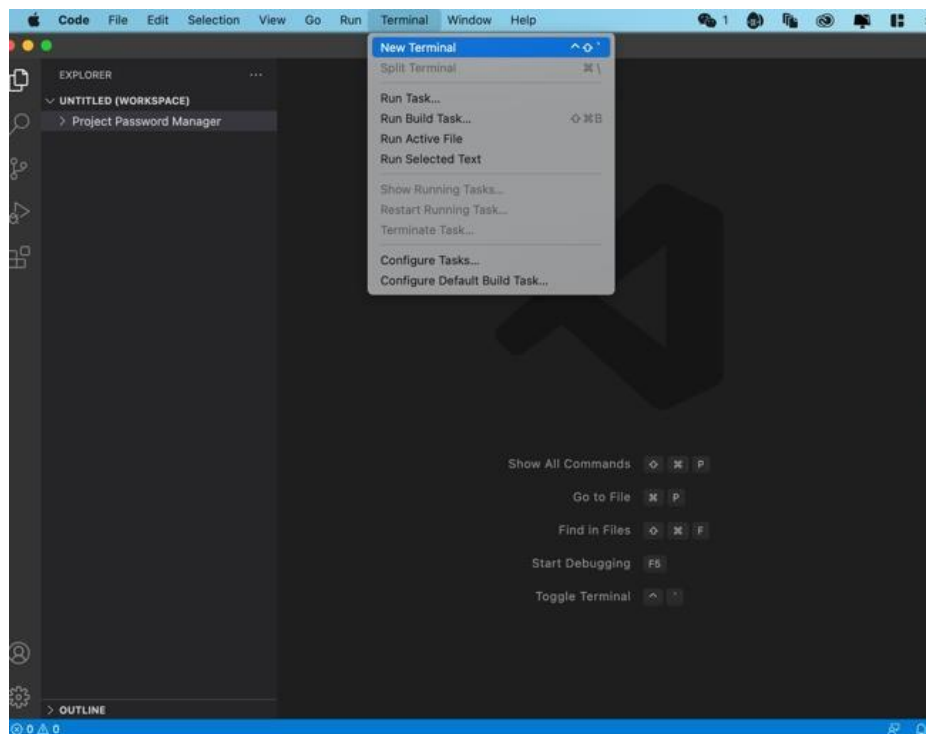 Code File Edit Selection View Go Run Terminal Window Help 1
EXPLORER ...
UNTITLED (WORKSPACE)
Project Password Manager
New Terminal ^⇧`
Split Terminal ⌘\
Run Task...
Run Build Task... ⇧⌘B
Run Active File
Run Selected Text
Show Running Tasks...
Restart Running Task...
Terminate Task...
Configure Tasks...
Configure Default Build Task...
Show All Commands ⇧ ⌘ P
Go to File ⌘ P
Find in Files ⇧ ⌘ F
Start Debugging F5
Toggle Terminal ^ `
OUTLINE
0 0